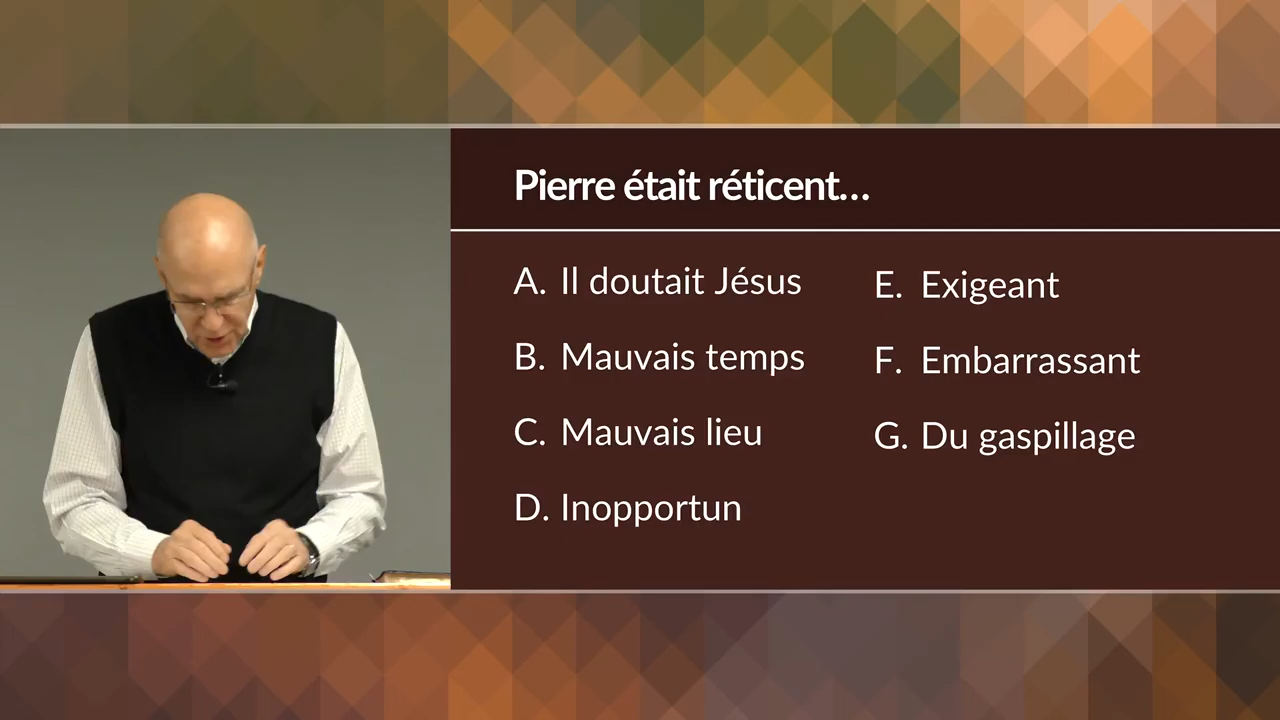 Pierre était réticent…
A. Il doutait Jésus
B. Mauvais temps
C. Mauvais lieu
D. Inopportun
E. Exigeant
F. Embarrassant
G. Du gaspillage